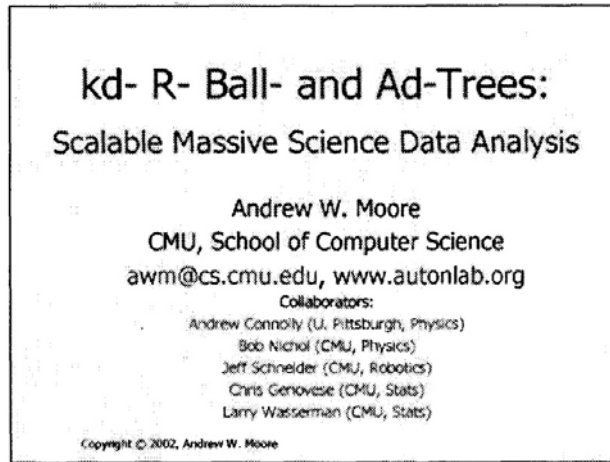 kd- R- Ball- and Ad-Trees:
Scalable Massive Science Data Analysis
Andrew W. Moore
CMU, School of Computer Science
awm@cs.cmu.edu, www.autonlab.org
Collaborators:
Andrew Connolly (U. Pittsburgh, Physics)
Bob Nichol (CMU, Physics)
Jeff Schneider (CMU, Robotics)
Chris Genovese (CMU, Stats)
Larry Wasserman (CMU, Stats)
Copyright © 2002, Andrew W. Moore